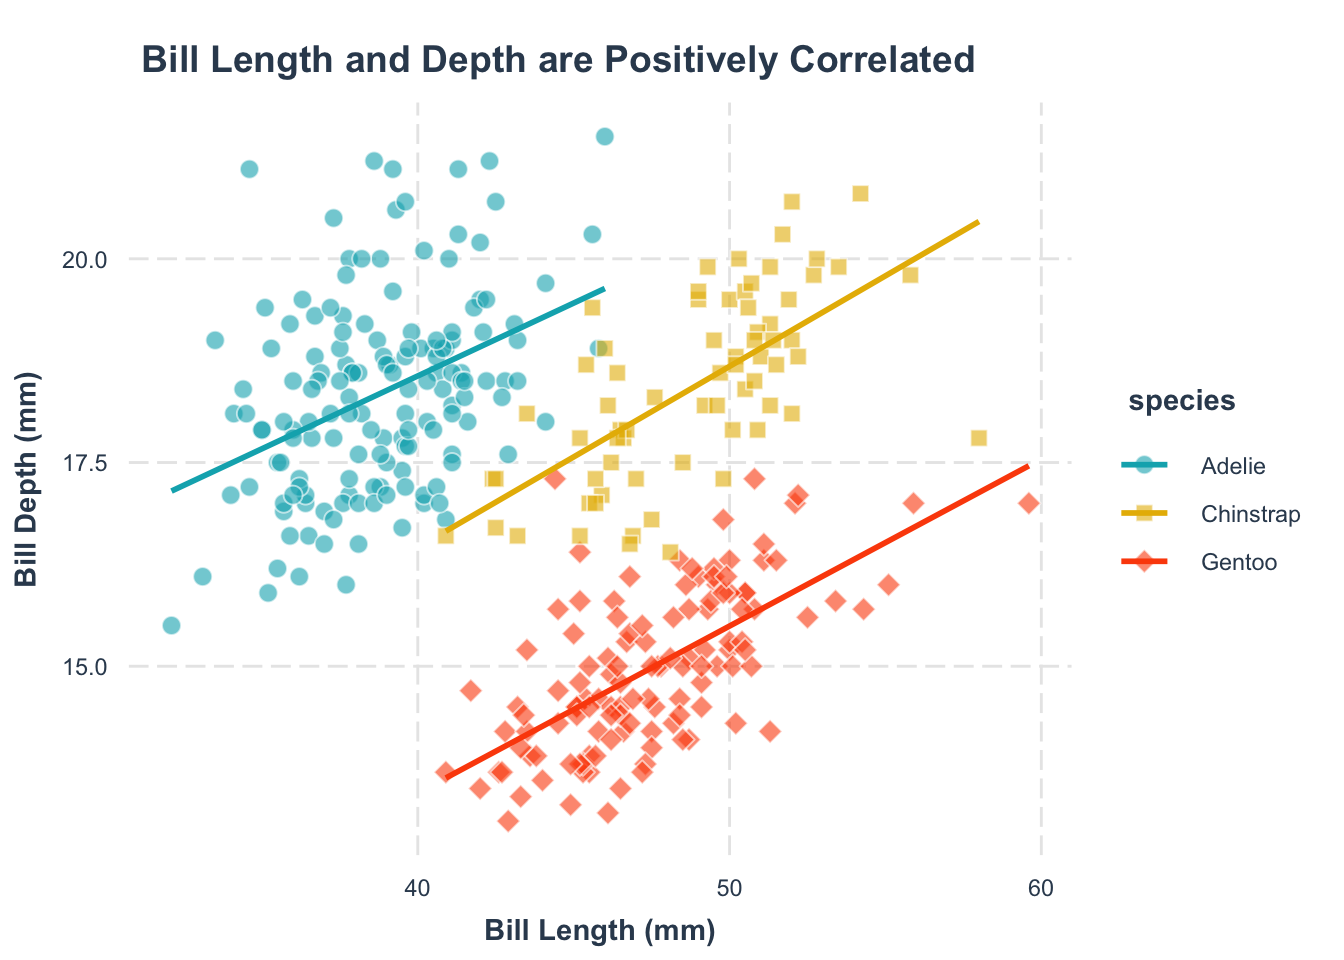 Bill Length and Depth are Positively Correlated
Bill Depth (mm)
20.0
17.5
15.0
40
50
60
Bill Length (mm)
species
Adelie
Chinstrap
Gentoo